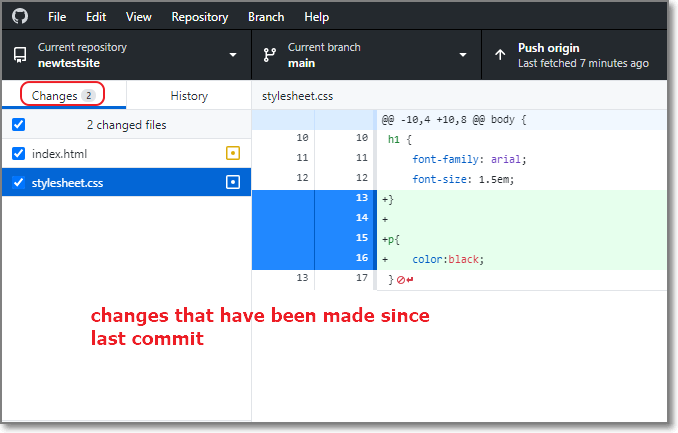 File Edit View Repository Branch Help
Current repository
newtestsite
Current branch
main
Push origin
Last fetched 7 minutes ago
Changes 2
History
2 changed files
index.html
stylesheet.css
stylesheet.css
@@ -10,4 +10,8 @@ body {
10 10 h1 {
11 11 font-family: arial;
12 12 font-size: 1.5em;
13 +}
14 +
15 +p{
16 + color:black;
13 17 }
changes that have been made since
last commit